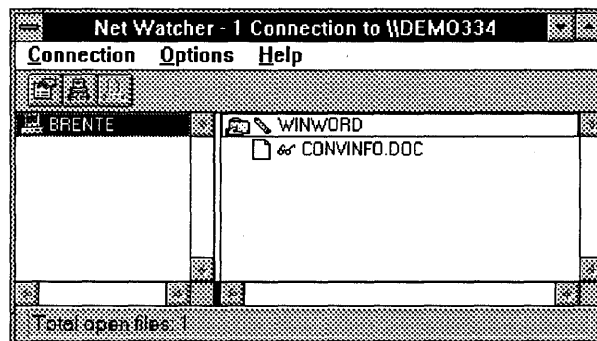 Net Watcher - 1 Connection to \\DEMO334
Connection Options Help
BRENTE
WINWORD
CONVINFO.DOC
Total open files: 1